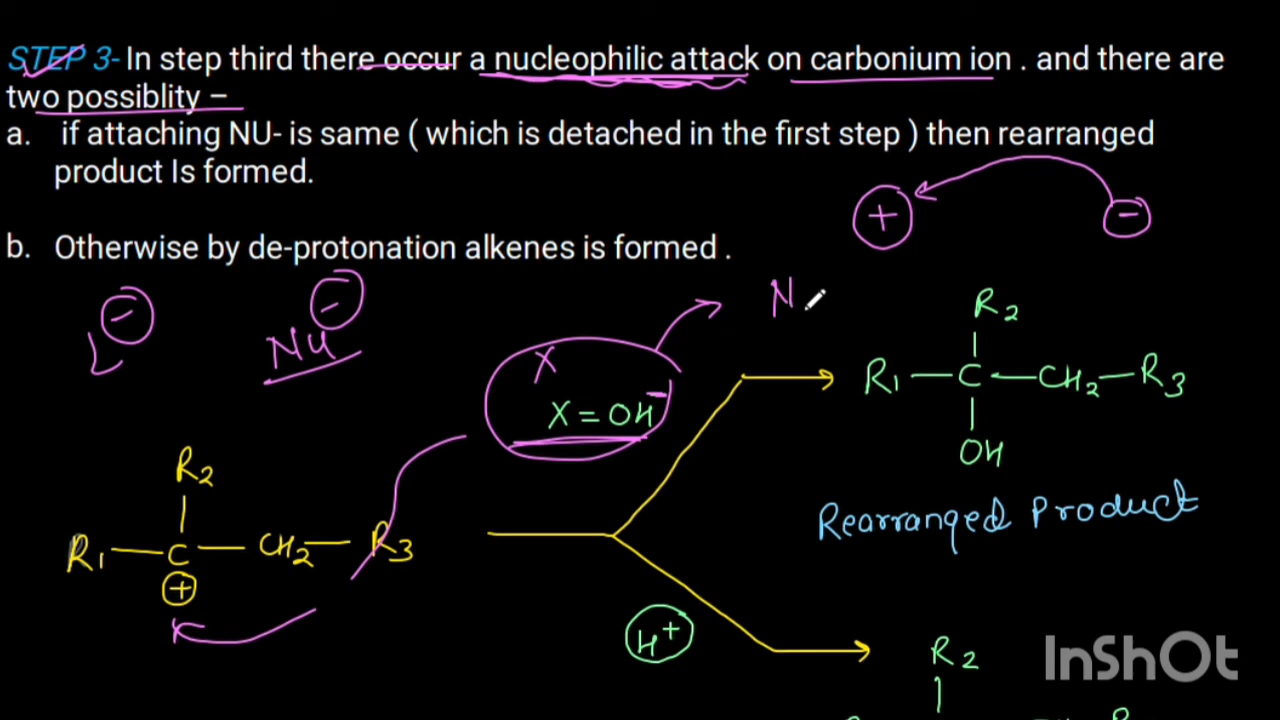 STEP 3- In step third there occur a nucleophilic attack on carbonium ion . and there are
two possiblity –
a. if attaching NU- is same ( which is detached in the first step ) then rearranged
product Is formed.
b. Otherwise by de-protonation alkenes is formed .
+ −
L− Nu−
X
X = OH−
N
R2
R1 — C — CH2 — R3
OH
Rearranged Product
R2
R1 — C — CH2 — R3
+
H+
R2
InShOt